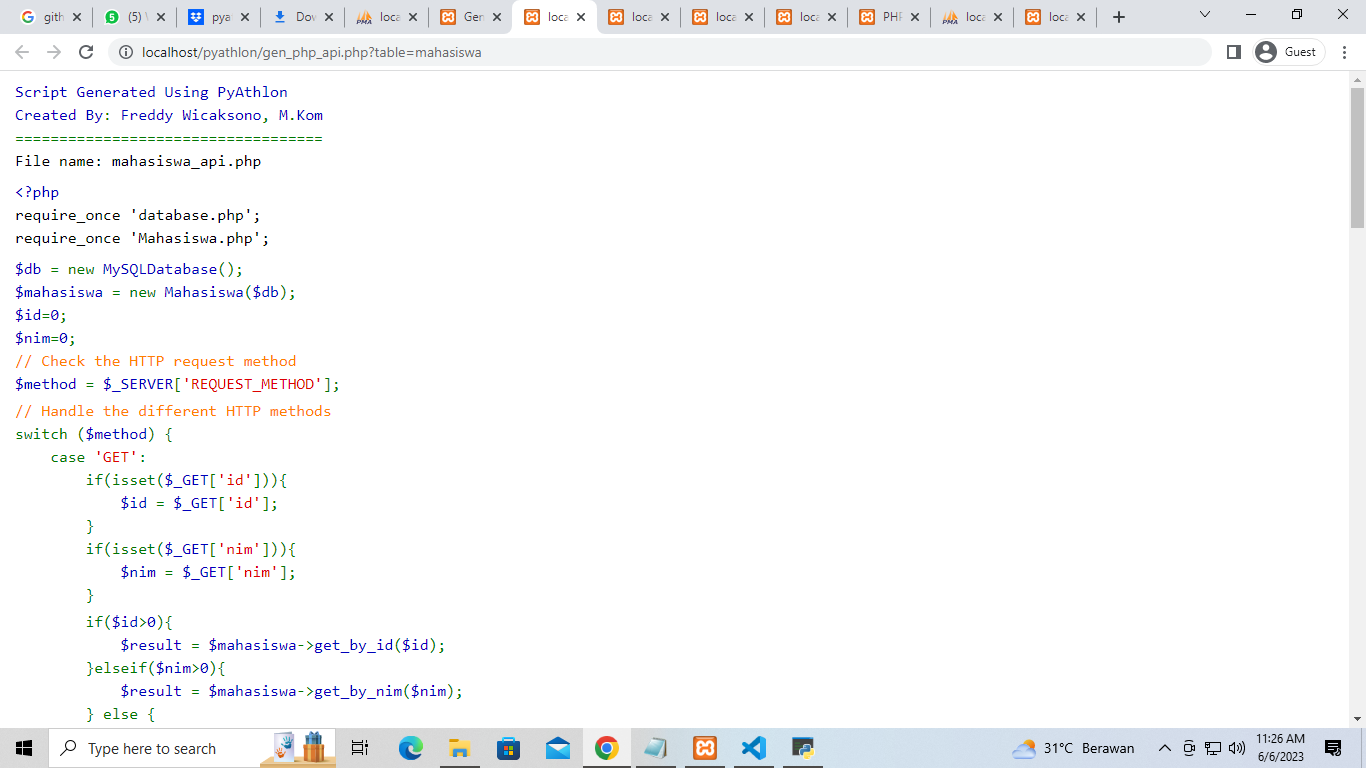 gith
(5) W
pya
Dow
loca
Gen
loca
loca
loca
loca
PHP
loca
loca
localhost/pyathlon/gen_php_api.php?table=mahasiswa
Guest
Script Generated Using PyAthlon
Created By: Freddy Wicaksono, M.Kom
===================================
File name: mahasiswa_api.php
<?php
require_once 'database.php';
require_once 'Mahasiswa.php';
$db = new MySQLDatabase();
$mahasiswa = new Mahasiswa($db);
$id=0;
$nim=0;
// Check the HTTP request method
$method = $_SERVER['REQUEST_METHOD'];
// Handle the different HTTP methods
switch ($method) {
    case 'GET':
        if(isset($_GET['id'])){
            $id = $_GET['id'];
        }
        if(isset($_GET['nim'])){
            $nim = $_GET['nim'];
        }
        if($id>0){
            $result = $mahasiswa->get_by_id($id);
        }elseif($nim>0){
            $result = $mahasiswa->get_by_nim($nim);
        } else {
Type here to search
31°C Berawan
11:26 AM
6/6/2023